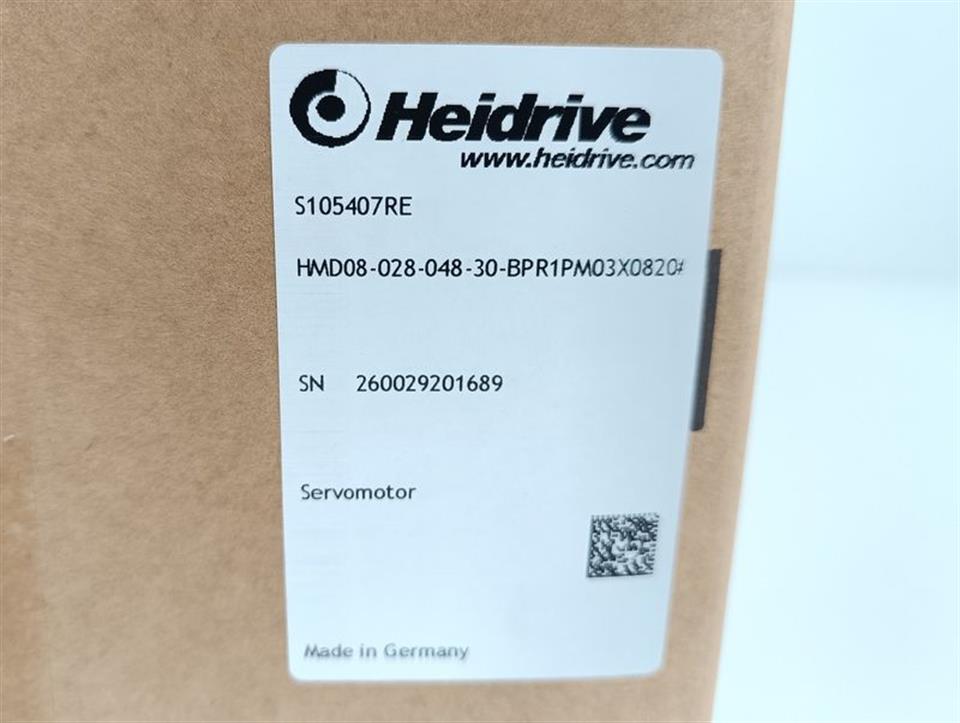 Heidrive
www.heidrive.com
S105407RE
HMD08-028-048-30-BPR1PM03X0820#
SN 260029201689
Servomotor
Made in Germany